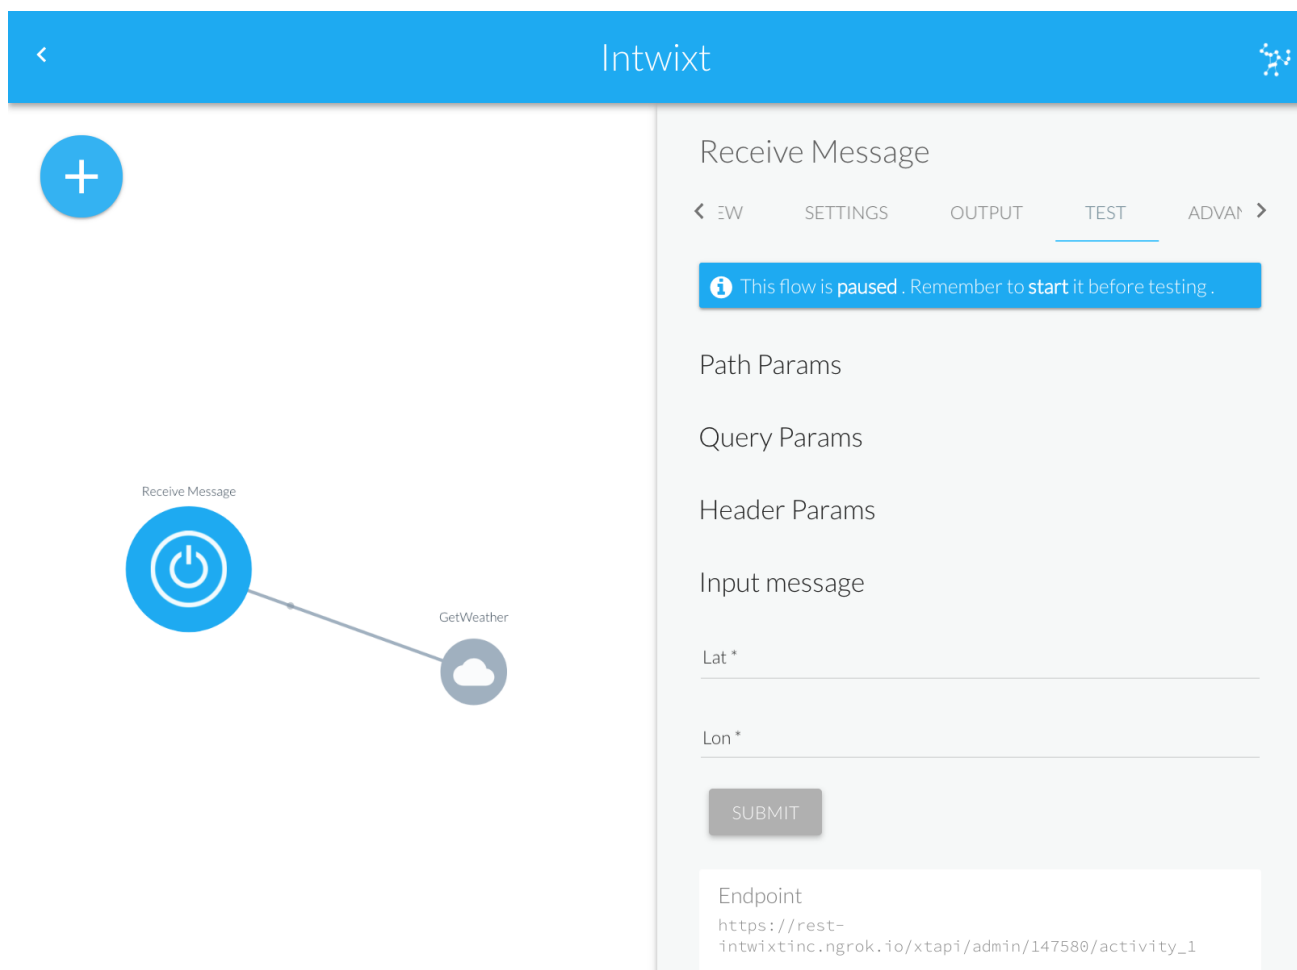 Intwixt
Receive Message
EW SETTINGS OUTPUT TEST ADVAN
This flow is paused . Remember to start it before testing .
Path Params
Query Params
Header Params
Input message
Lat *
Lon *
SUBMIT
Endpoint
https://rest-
intwixtinc.ngrok.io/xtapi/admin/147580/activity_1
Receive Message
GetWeather